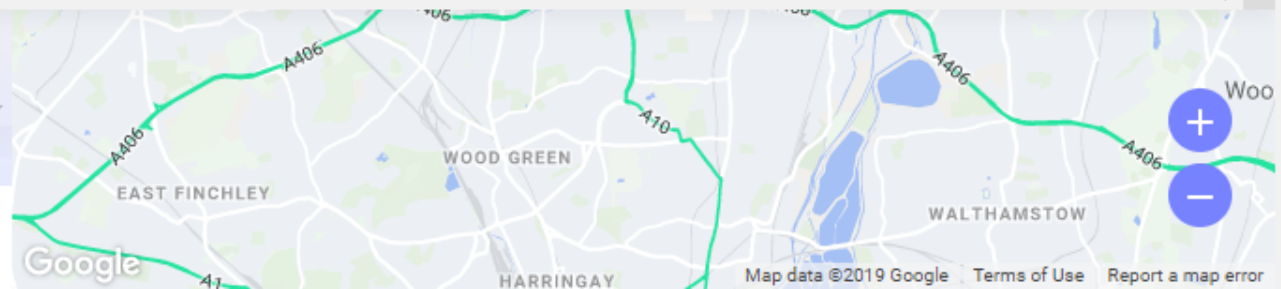 A406
A406
A406
A10
A406
Woo
A406
WOOD GREEN
A406
EAST FINCHLEY
WALTHAMSTOW
Google
A1
HARRINGAY
Map data ©2019 Google
Terms of Use
Report a map error
+
−